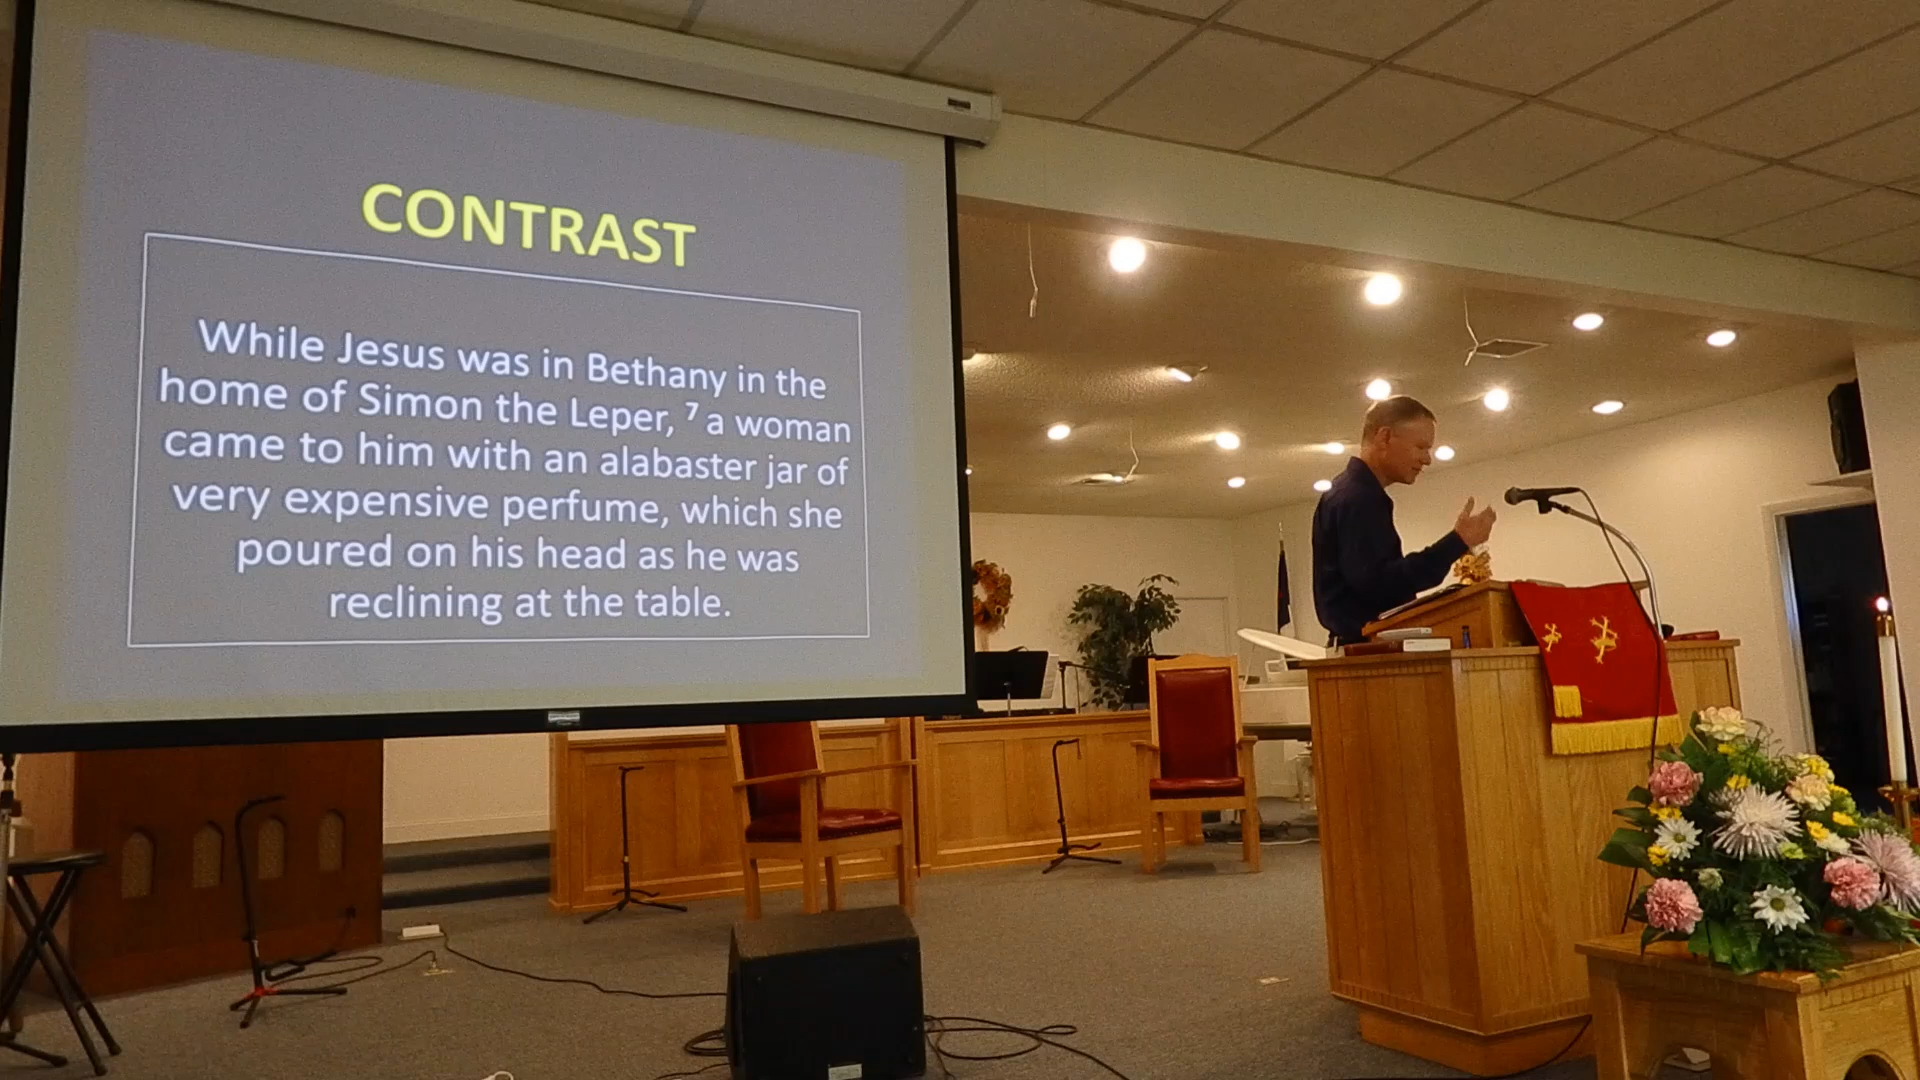 CONTRAST
While Jesus was in Bethany in the
home of Simon the Leper, ⁷ a woman
came to him with an alabaster jar of
very expensive perfume, which she
poured on his head as he was
reclining at the table.